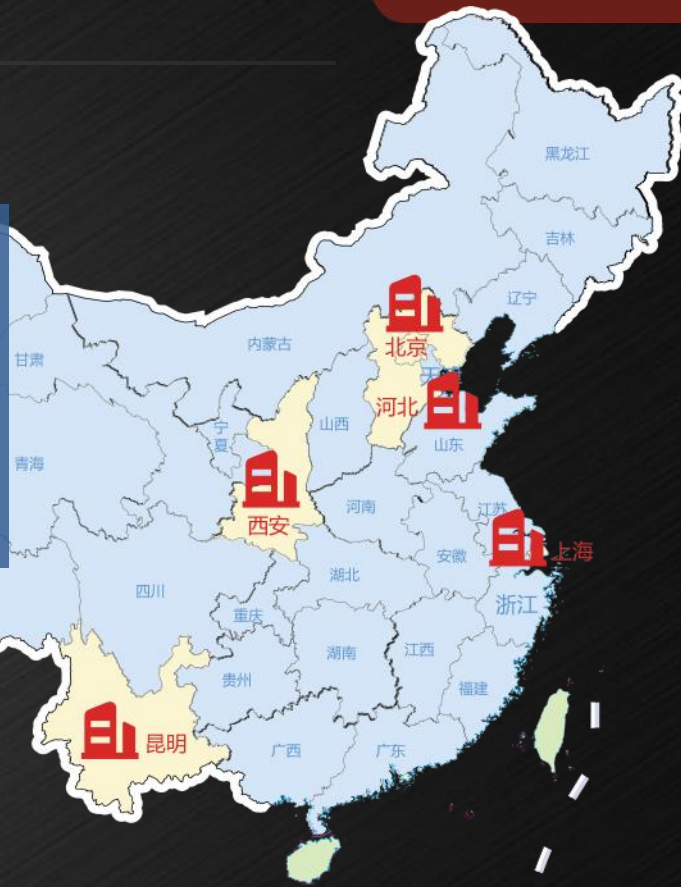 黑龙江
吉林
辽宁
内蒙古
北京
甘肃
天
河北
宁
夏
山西
山东
青海
西安
河南
江苏
上海
安徽
四川
湖北
重庆
浙江
湖南
江西
贵州
福建
昆明
广西
广东